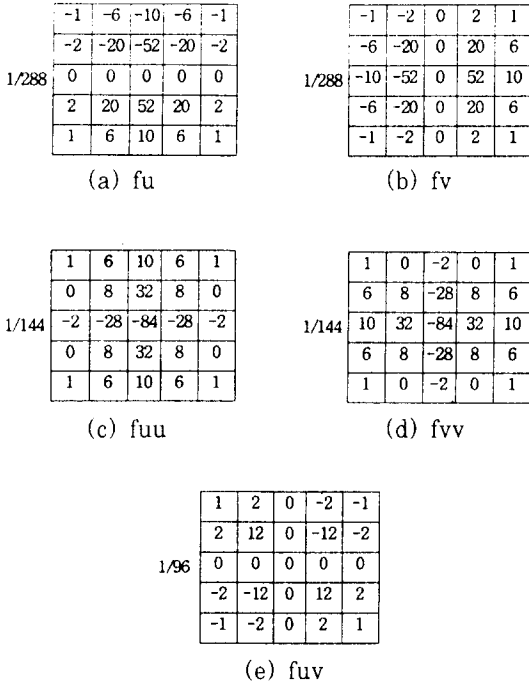 -1 -6 -10 -6 -1
-2 -20 -52 -20 -2
1/288 0 0 0 0 0
2 20 52 20 2
1 6 10 6 1
(a) fu
-1 -2 0 2 1
-6 -20 0 20 6
1/288 -10 -52 0 52 10
-6 -20 0 20 6
-1 -2 0 2 1
(b) fv
1 6 10 6 1
0 8 32 8 0
1/144 -2 -28 -84 -28 -2
0 8 32 8 0
1 6 10 6 1
(c) fuu
1 0 -2 0 1
6 8 -28 8 6
1/144 10 32 -84 32 10
6 8 -28 8 6
1 0 -2 0 1
(d) fvv
1 2 0 -2 -1
2 12 0 -12 -2
1/96 0 0 0 0 0
-2 -12 0 12 2
-1 -2 0 2 1
(e) fuv